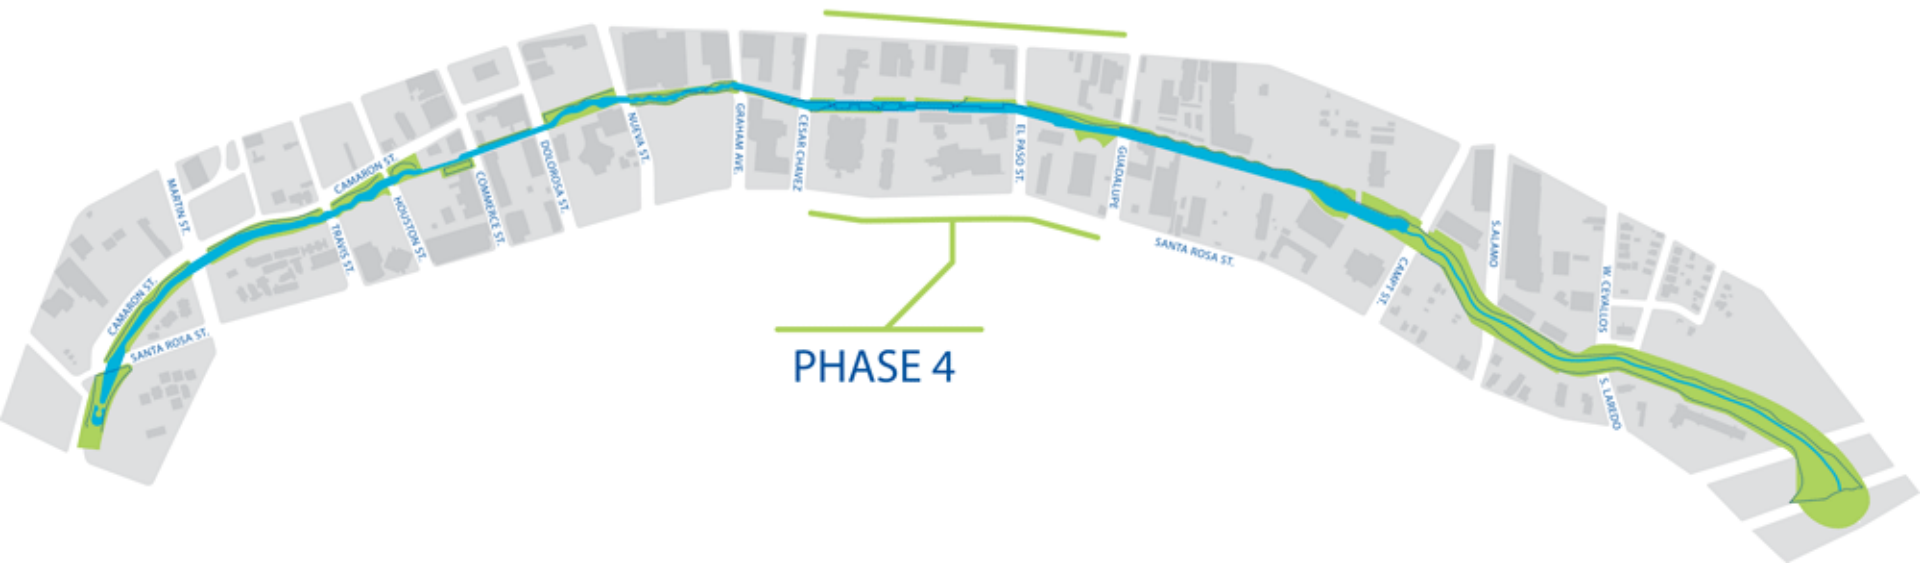 MARTIN ST.
CAMARON ST.
SANTA ROSA ST.
CAMARON ST.
TRAVIS ST.
HOUSTON ST.
COMMERCE ST.
DOLOROSA ST.
NUEVA ST.
GRAHAM AVE.
CESAR CHAVEZ
EL PASO ST.
GUADALUPE
SANTA ROSA ST.
CAMPT ST.
S.ALAMO
W. CEVALLOS
S. LAREDO
PHASE 4